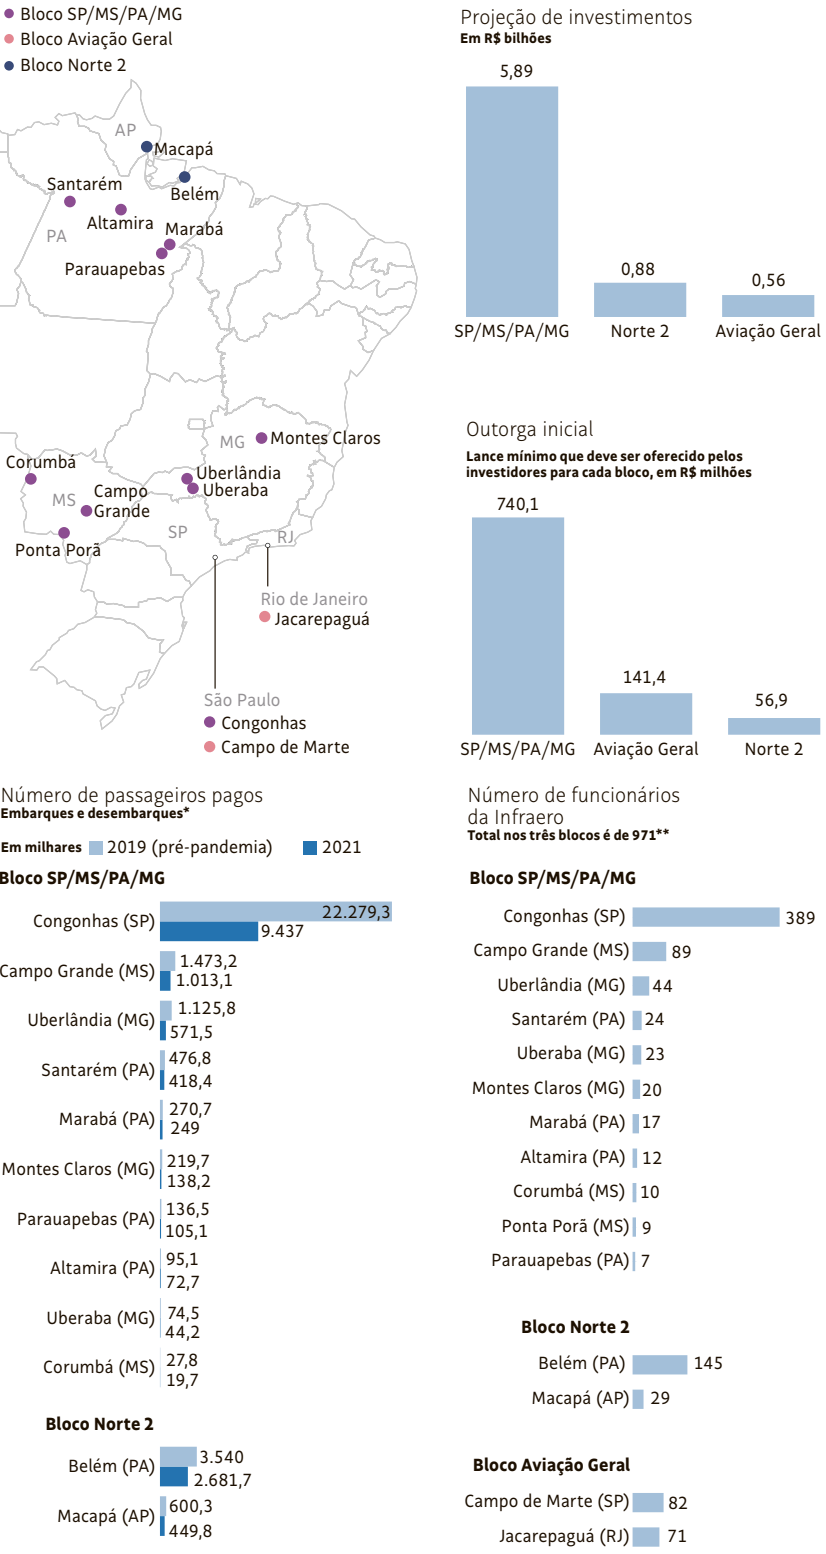 Bloco SP/MS/PA/MG
Bloco Aviação Geral
Bloco Norte 2
AP
Macapá
Santarém
Belém
Altamira
Marabá
PA
Parauapebas
MG
Montes Claros
Corumbá
Uberlândia
Uberaba
MS
Campo
Grande
SP
RJ
Ponta Porã
Rio de Janeiro
Jacarepaguá
São Paulo
Congonhas
Campo de Marte
Projeção de investimentos
Em R$ bilhões
5,89
0,88
0,56
SP/MS/PA/MG
Norte 2
Aviação Geral
Outorga inicial
Lance mínimo que deve ser oferecido pelos
investidores para cada bloco, em R$ milhões
740,1
141,4
56,9
SP/MS/PA/MG
Aviação Geral
Norte 2
Número de passageiros pagos
Embarques e desembarques*
Em milhares 2019 (pré-pandemia) 2021
Bloco SP/MS/PA/MG
Congonhas (SP) 22.279,3
9.437
Campo Grande (MS) 1.473,2
1.013,1
Uberlândia (MG) 1.125,8
571,5
Santarém (PA) 476,8
418,4
Marabá (PA) 270,7
249
Montes Claros (MG) 219,7
138,2
Parauapebas (PA) 136,5
105,1
Altamira (PA) 95,1
72,7
Uberaba (MG) 74,5
44,2
Corumbá (MS) 27,8
19,7
Bloco Norte 2
Belém (PA) 3.540
2.681,7
Macapá (AP) 600,3
449,8
Número de funcionários
da Infraero
Total nos três blocos é de 971**
Bloco SP/MS/PA/MG
Congonhas (SP) 389
Campo Grande (MS) 89
Uberlândia (MG) 44
Santarém (PA) 24
Uberaba (MG) 23
Montes Claros (MG) 20
Marabá (PA) 17
Altamira (PA) 12
Corumbá (MS) 10
Ponta Porã (MS) 9
Parauapebas (PA) 7
Bloco Norte 2
Belém (PA) 145
Macapá (AP) 29
Bloco Aviação Geral
Campo de Marte (SP) 82
Jacarepaguá (RJ) 71